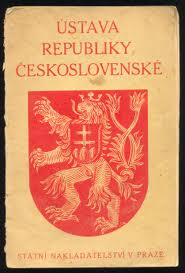 ÚSTAVA
REPUBLIKY
ČESKOSLOVENSKÉ
STÁTNÍ NAKLADATELSTVÍ V PRAZE